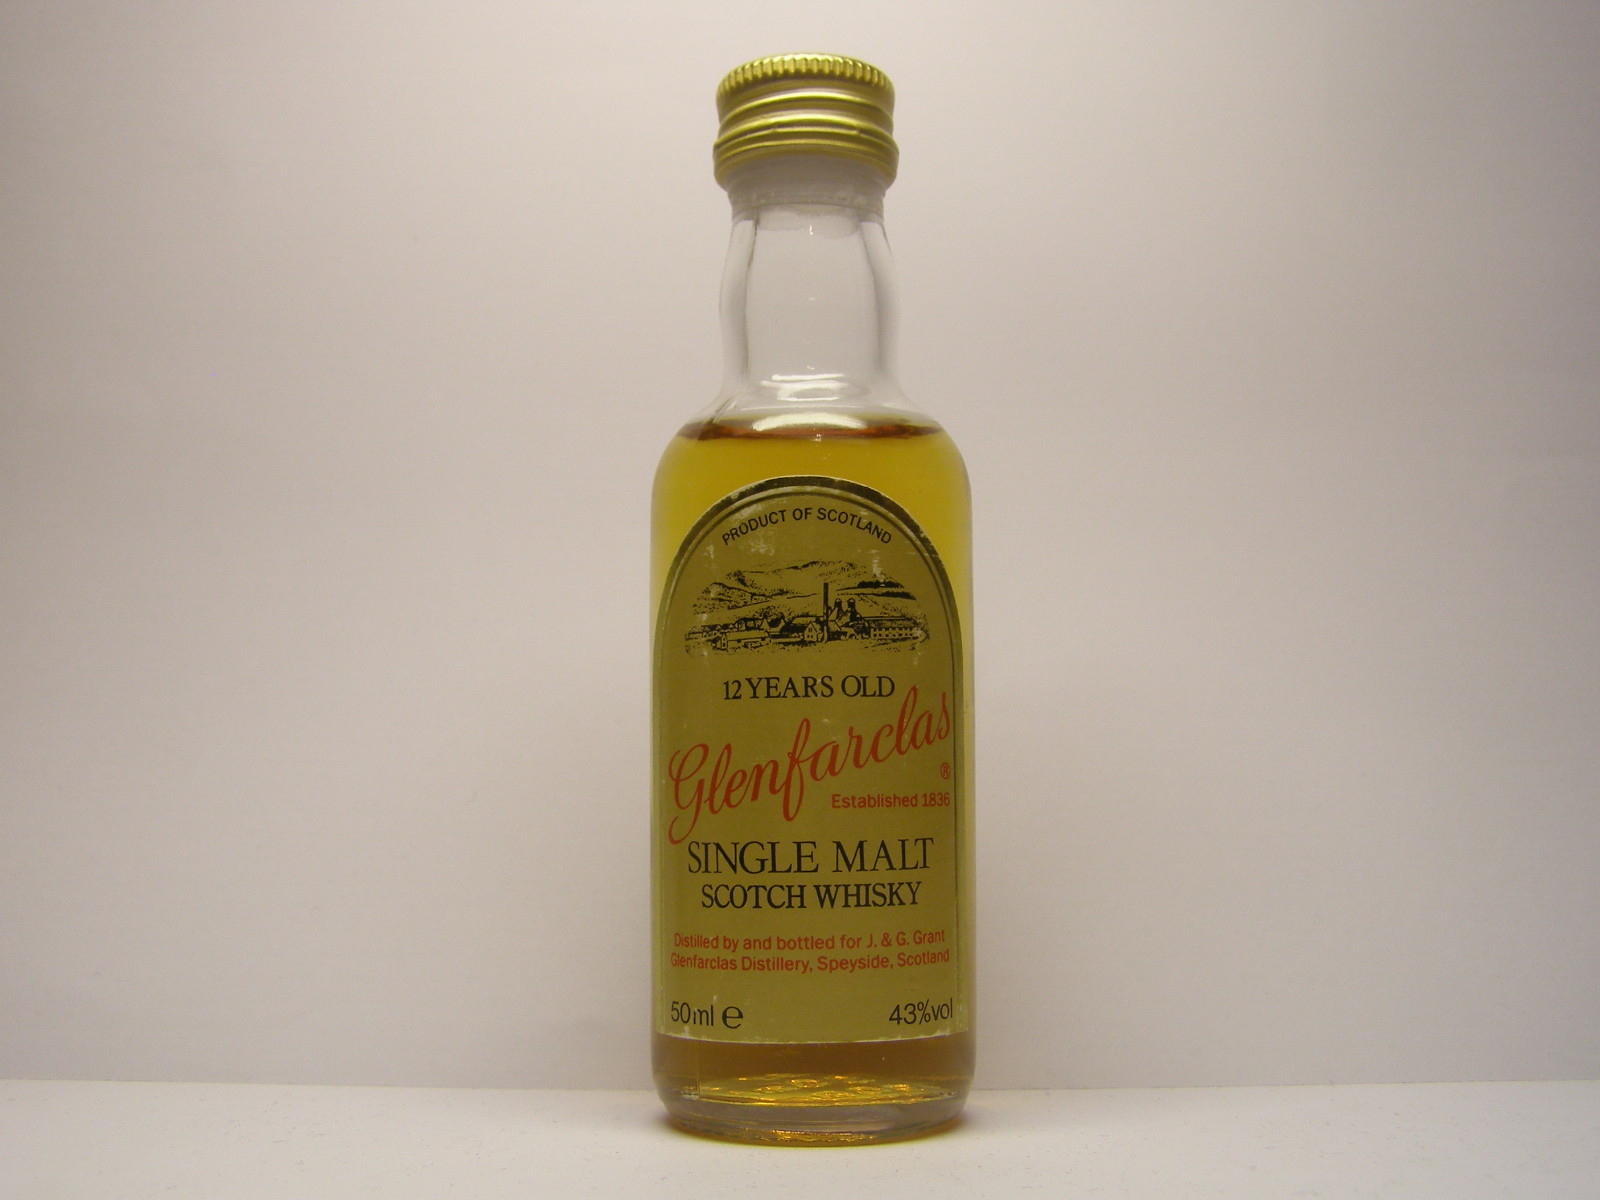 PRODUCT OF SCOTLAND
12 YEARS OLD
Glenfarclas
®
Established 1836
SINGLE MALT
SCOTCH WHISKY
Distilled by and bottled for J. & G. Grant
Glenfarclas Distillery, Speyside, Scotland
50ml ℮ 43%vol